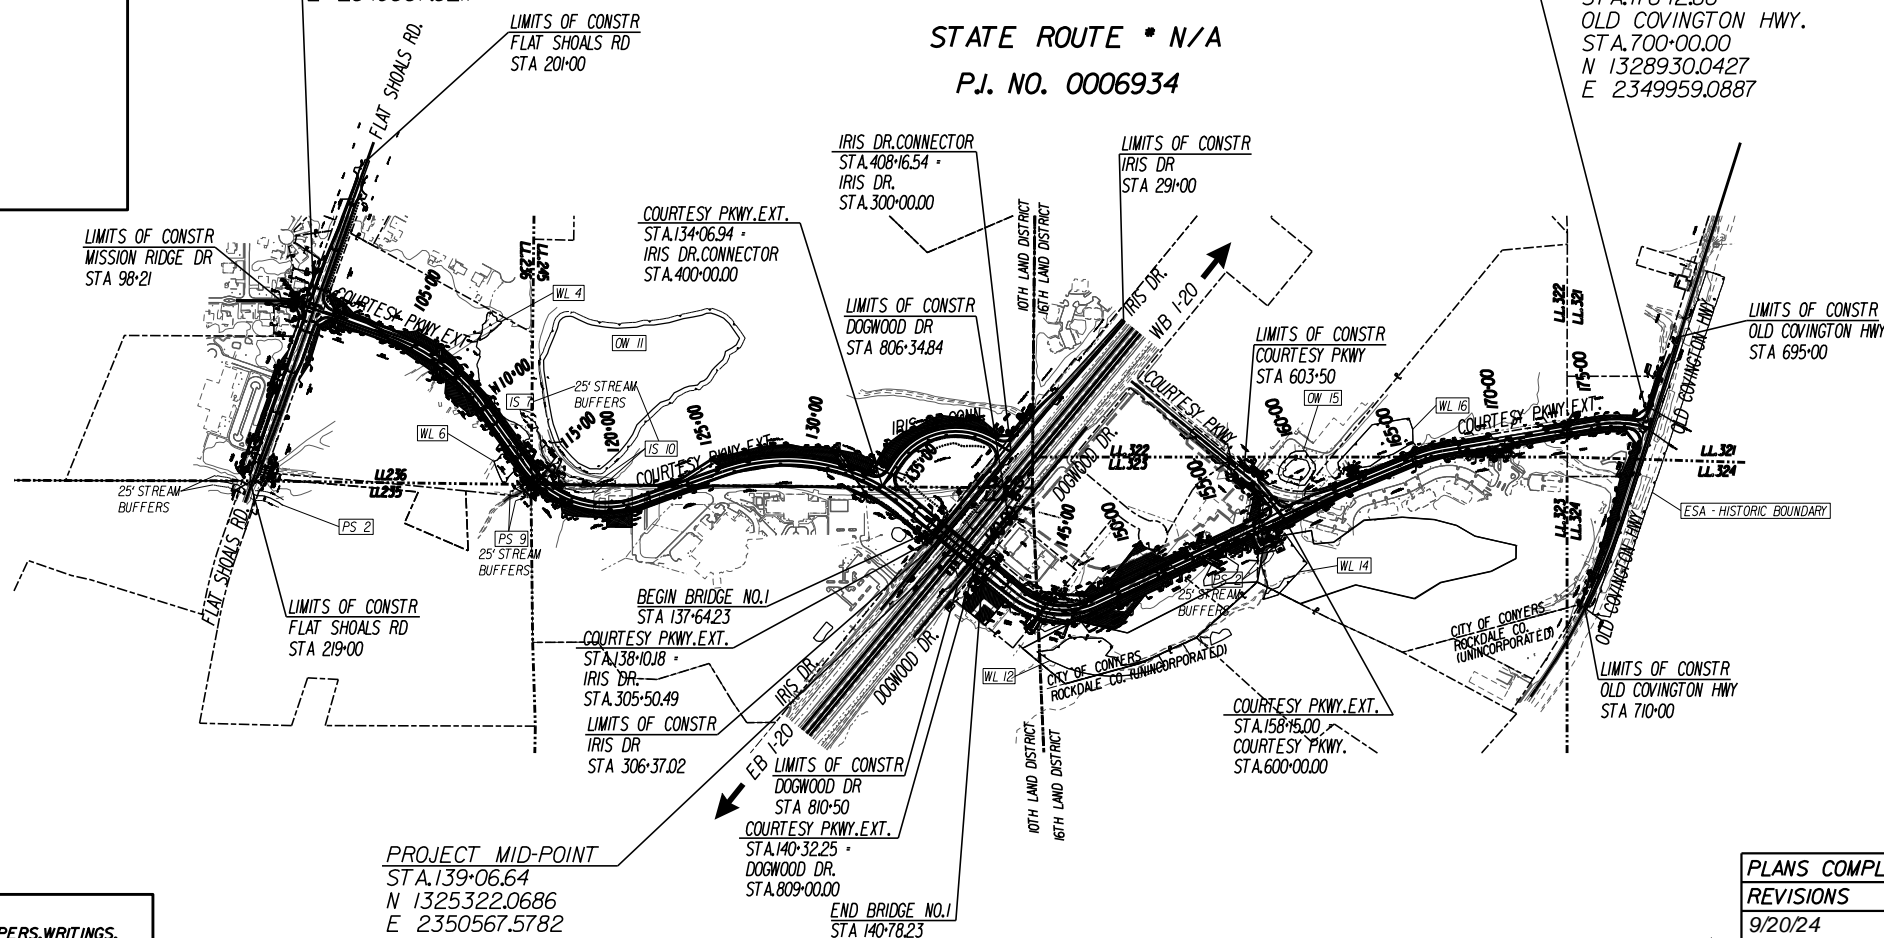 STATE ROUTE # N/A
P.I. NO. 0006934
OLD COVINGTON HWY.
STA.700+00.00
N 1328930.0427
E 2349959.0887
LIMITS OF CONSTR
FLAT SHOALS RD
STA 201+00
FLAT SHOALS RD.
LIMITS OF CONSTR
MISSION RIDGE DR
STA 98+21
COURTESY PKWY.EXT.
STA.134+06.94 =
IRIS DR.CONNECTOR
STA.400+00.00
IRIS DR.CONNECTOR
STA.408+16.54 =
IRIS DR.
STA.300+00.00
LIMITS OF CONSTR
IRIS DR
STA 291+00
LIMITS OF CONSTR
DOGWOOD DR
STA 806+34.84
10TH LAND DISTRICT
16TH LAND DISTRICT
IRIS DR.
WB I-20
LIMITS OF CONSTR
COURTESY PKWY
STA 603+50
LIMITS OF CONSTR
OLD COVINGTON HWY
STA 695+00
COURTESY PKWY.EXT.
105+00
WL 4
OW 11
110+00
IS 7
25' STREAM
BUFFERS
115+00
120+00
IS 10
125+00
130+00
WL 6
COURTESY PKWY.EXT.
IRIS DR. CONN.
135+00
COURTESY PKWY.
DOGWOOD DR.
LL.322
LL.323
145+00
150+00
155+00
160+00
OW 15
165+00
WL 16
170+00
175+00
COURTESY PKWY.EXT.
LL.322
LL.321
OLD COVINGTON HWY.
LL.321
LL.324
LL.323
LL.324
ESA - HISTORIC BOUNDARY
LL236
LL235
25' STREAM
BUFFERS
PS 2
PS 9
25' STREAM
BUFFERS
FLAT SHOALS RD.
LIMITS OF CONSTR
FLAT SHOALS RD
STA 219+00
BEGIN BRIDGE NO.1
STA 137+64.23
COURTESY PKWY.EXT.
STA.138+10.18 =
IRIS DR.
STA.305+50.49
LIMITS OF CONSTR
IRIS DR
STA 306+37.02
IRIS DR.
DOGWOOD DR.
EB I-20
WL 12
WL 14
25' STREAM
BUFFERS
CITY OF CONYERS
ROCKDALE CO. (UNINCORPORATED)
CITY OF CONYERS
ROCKDALE CO.
(UNINCORPORATED)
OLD COVINGTON HWY.
LIMITS OF CONSTR
OLD COVINGTON HWY
STA 710+00
COURTESY PKWY.EXT.
STA.158+15.00 =
COURTESY PKWY.
STA.600+00.00
10TH LAND DISTRICT
16TH LAND DISTRICT
LIMITS OF CONSTR
DOGWOOD DR
STA 810+50
COURTESY PKWY.EXT.
STA.140+32.25 =
DOGWOOD DR.
STA.809+00.00
END BRIDGE NO.1
STA 140+78.23
PROJECT MID-POINT
STA.139+06.64
N 1325322.0686
E 2350567.5782
PLANS COMPL
REVISIONS
9/20/24
PERS,WRITINGS,